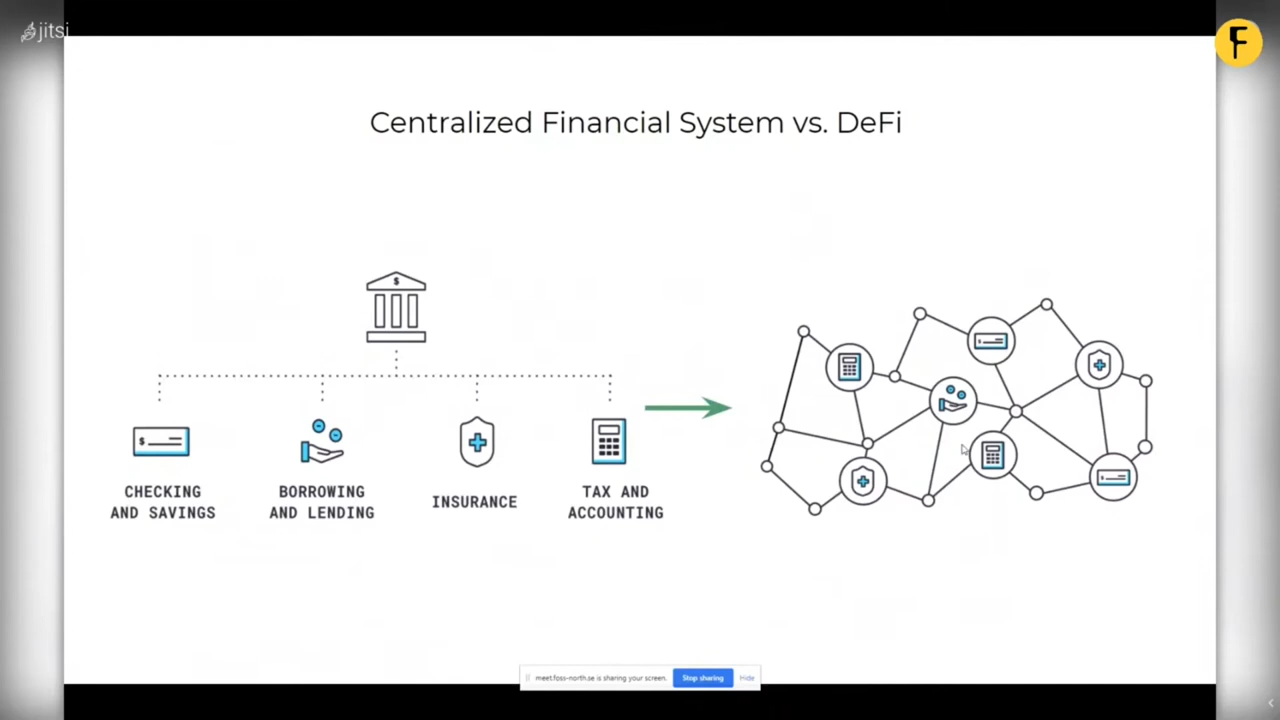 jitsi
F
Centralized Financial System vs. DeFi
$
$
CHECKING
AND SAVINGS
BORROWING
AND LENDING
INSURANCE
TAX AND
ACCOUNTING
$
$
meet.foss-north.se is sharing your screen.
Stop sharing
Hide